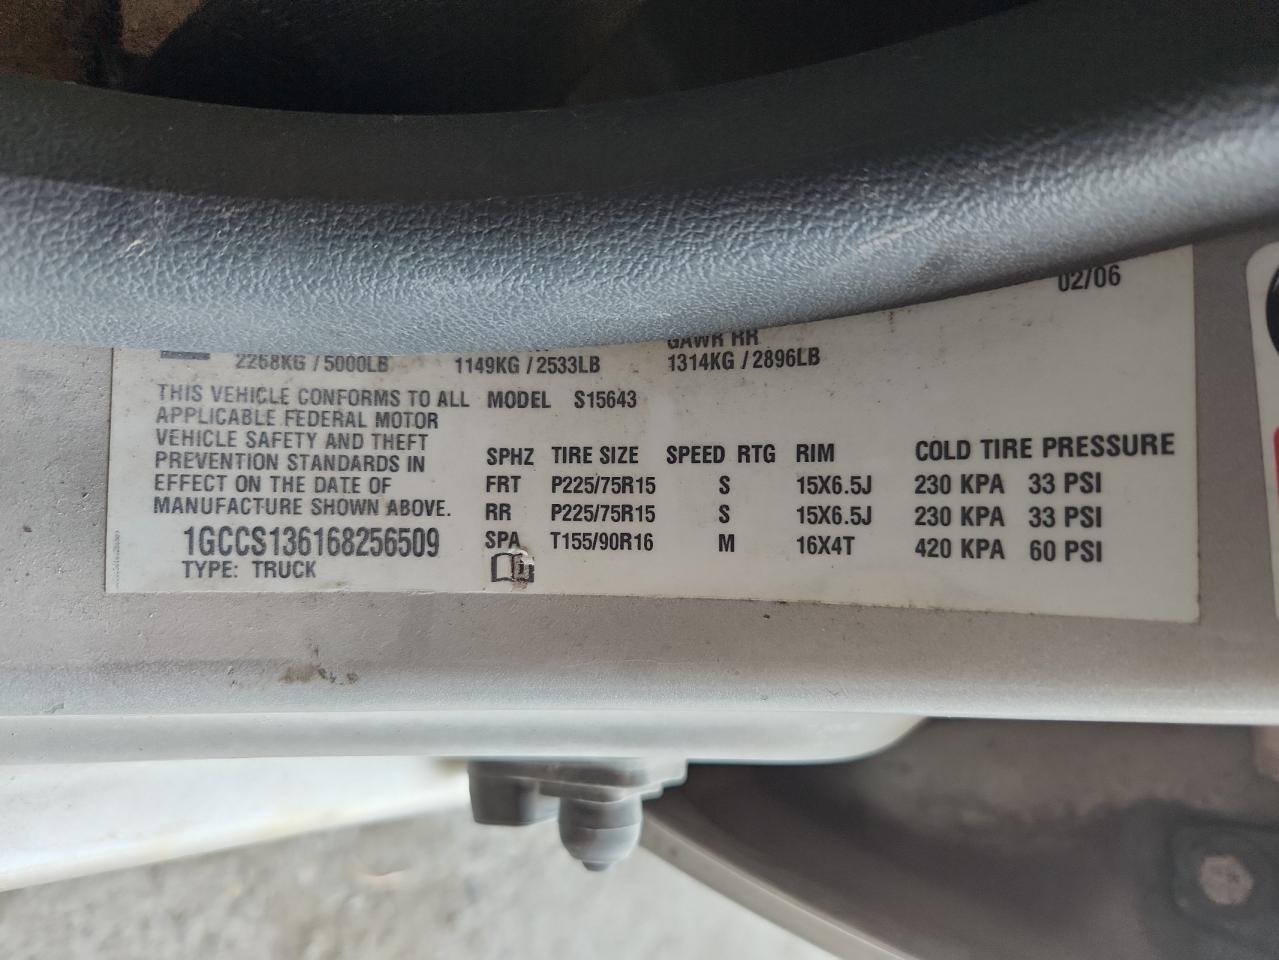 02/06
GAWR RR
2268KG / 5000LB 1149KG / 2533LB 1314KG / 2896LB
THIS VEHICLE CONFORMS TO ALL MODEL S15643
APPLICABLE FEDERAL MOTOR
VEHICLE SAFETY AND THEFT
PREVENTION STANDARDS IN
EFFECT ON THE DATE OF
MANUFACTURE SHOWN ABOVE.
1GCCS136168256509
TYPE: TRUCK
SPHZ TIRE SIZE SPEED RTG RIM COLD TIRE PRESSURE
FRT P225/75R15 S 15X6.5J 230 KPA 33 PSI
RR P225/75R15 S 15X6.5J 230 KPA 33 PSI
SPA T155/90R16 M 16X4T 420 KPA 60 PSI